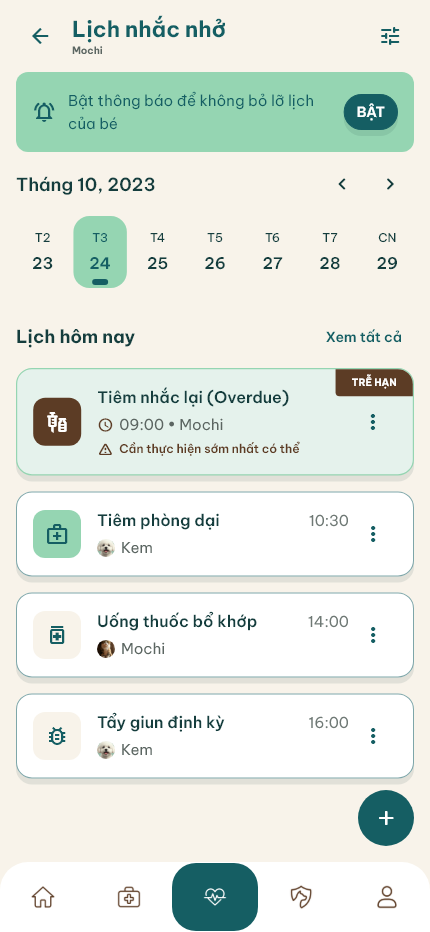 Lịch nhắc nhở
Mochi
Bật thông báo để không bỏ lỡ lịch
của bé
BẬT
Tháng 10, 2023
T2 T3 T4 T5 T6 T7 CN
23 24 25 26 27 28 29
Lịch hôm nay
Xem tất cả
TRỄ HẠN
Tiêm nhắc lại (Overdue)
09:00 • Mochi
Cần thực hiện sớm nhất có thể
Tiêm phòng dại
10:30
Kem
Uống thuốc bổ khớp
14:00
Mochi
Tẩy giun định kỳ
16:00
Kem